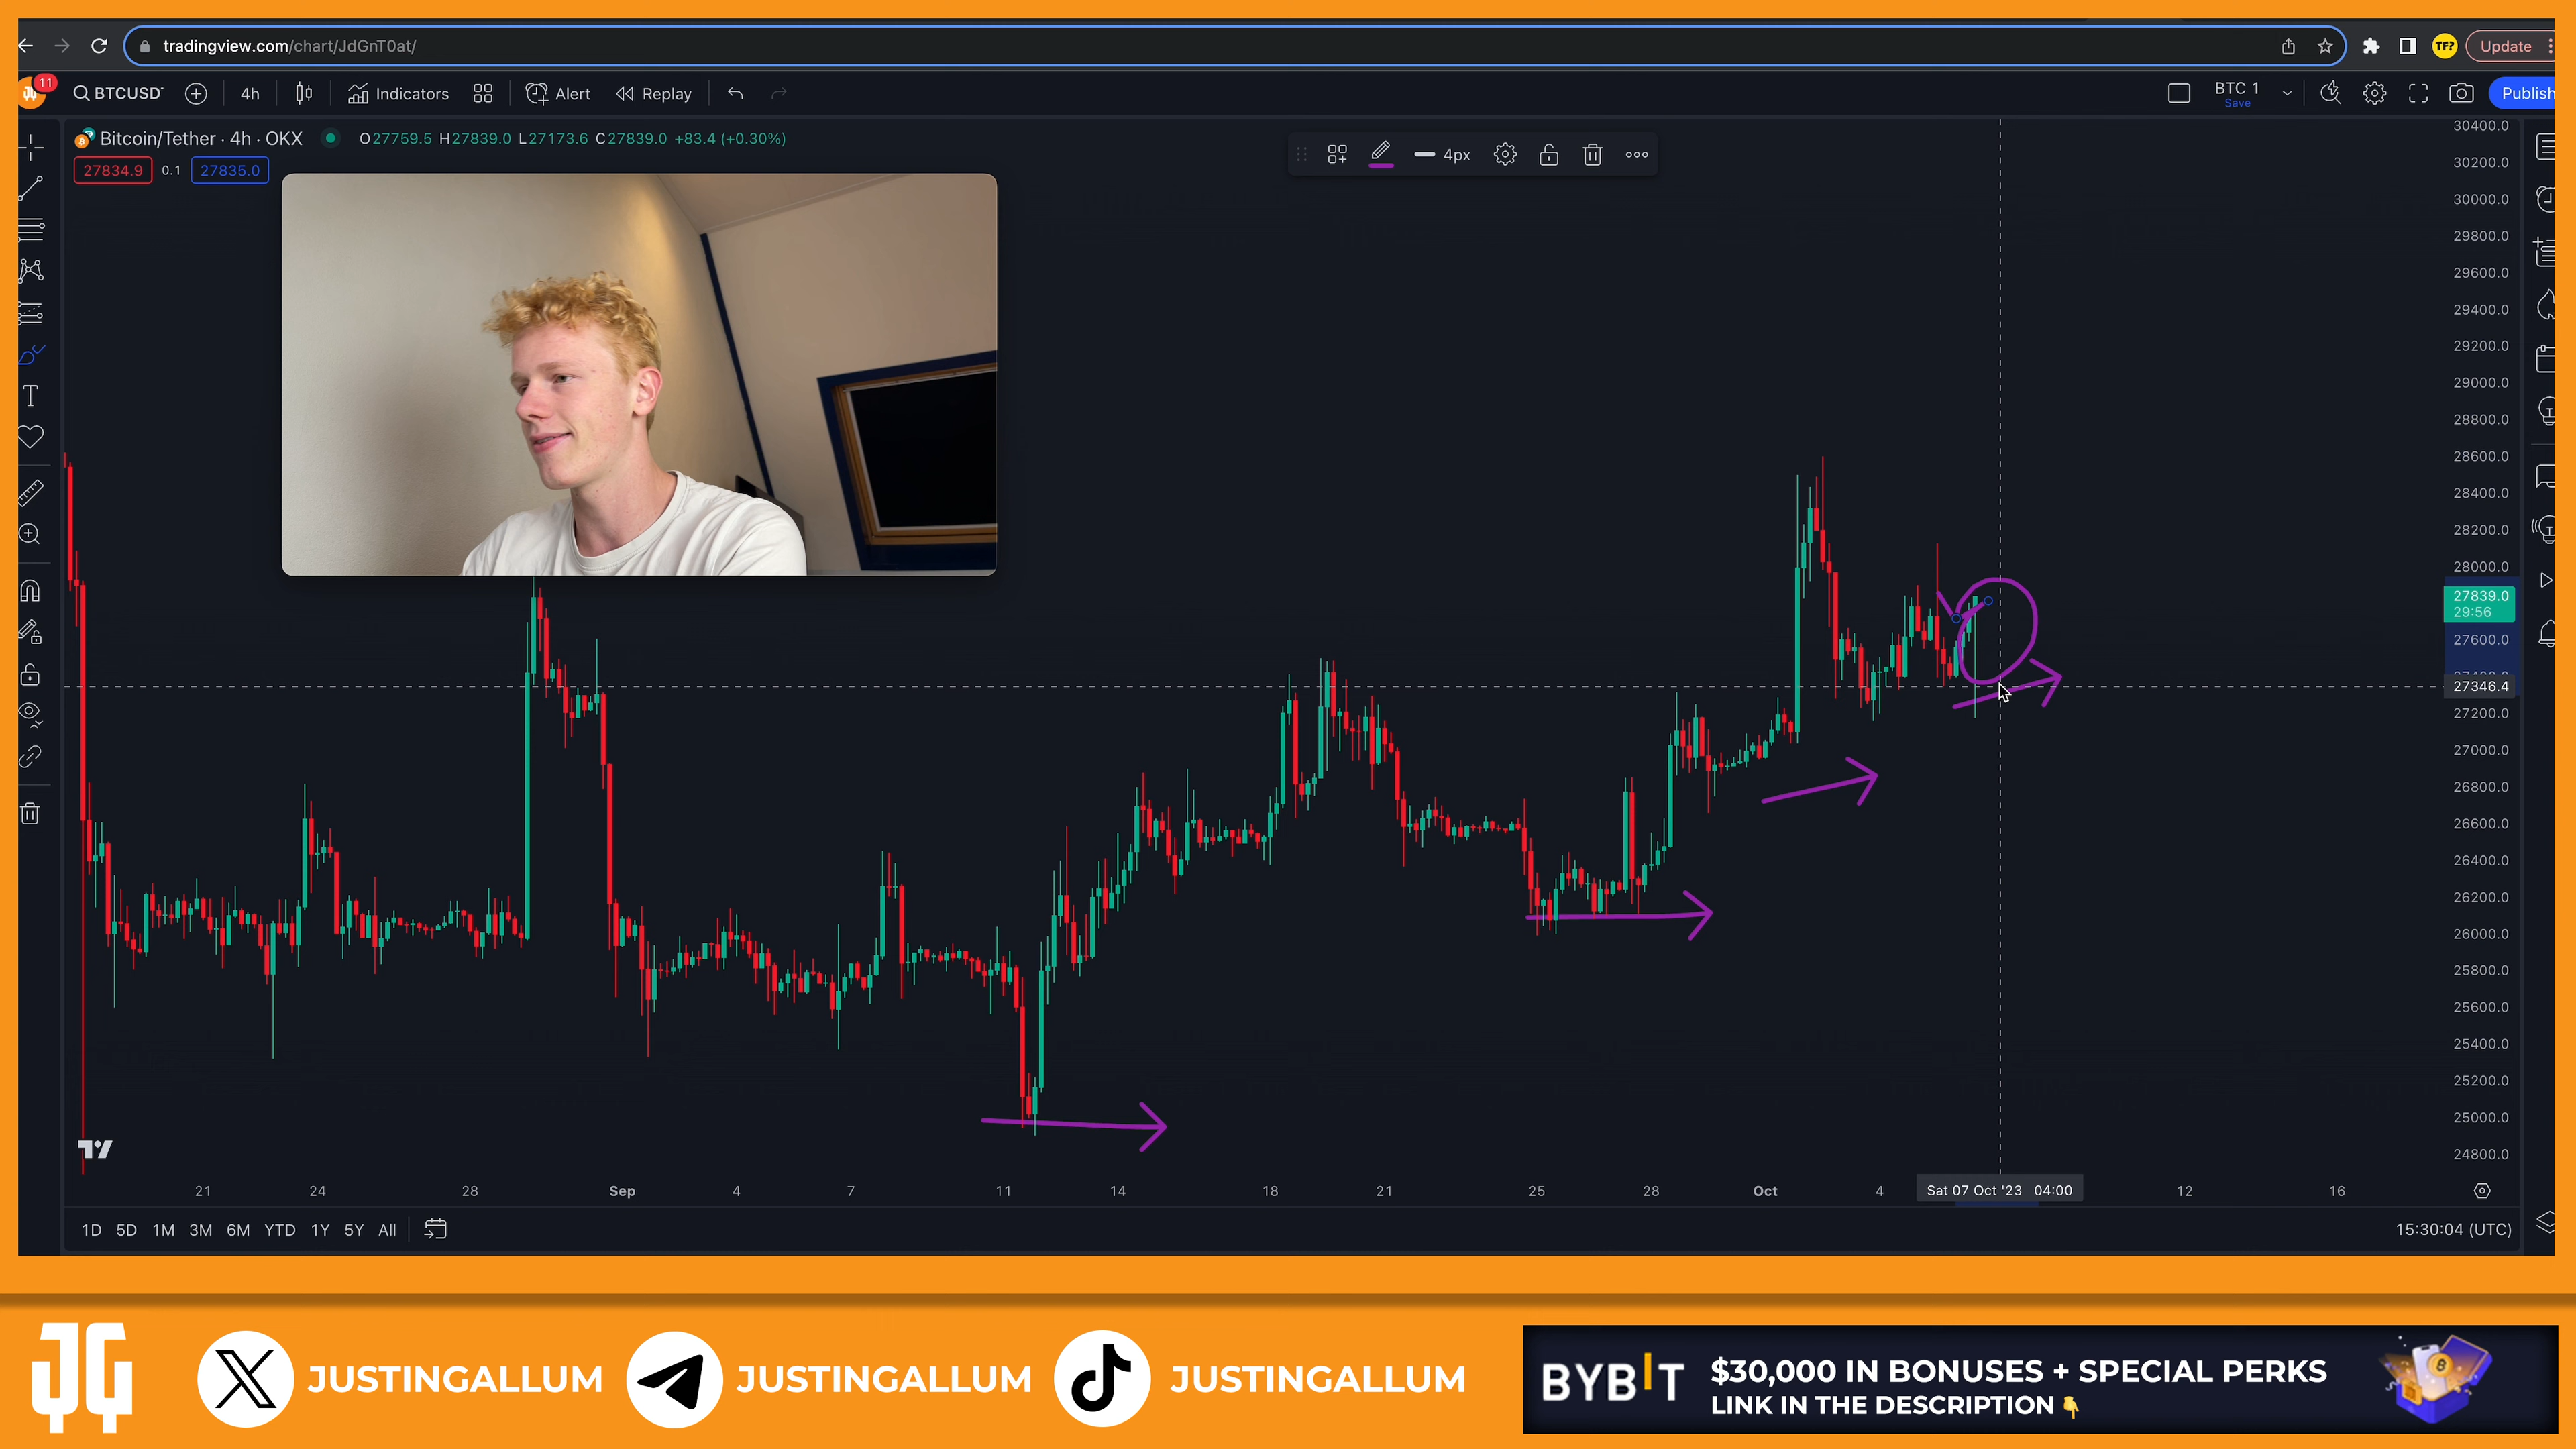 tradingview.com/chart/JdGnT0at/
TF?
Update
11
BTCUSD
4h
Indicators
Alert
Replay
BTC 1
Save
Publish
Bitcoin/Tether · 4h · OKX
O27759.5 H27839.0 L27173.6 C27839.0 +83.4 (+0.30%)
27834.9 0.1 27835.0
4px
30400.0
30200.0
30000.0
29800.0
29600.0
29400.0
29200.0
29000.0
28800.0
28600.0
28400.0
28200.0
28000.0
27839.0
29:56
27600.0
27346.4
27200.0
27000.0
26800.0
26600.0
26400.0
26200.0
26000.0
25800.0
25600.0
25400.0
25200.0
25000.0
24800.0
21 24 28 Sep 4 7 11 14 18 21 25 28 Oct 4 Sat 07 Oct '23 04:00 12 16
1D 5D 1M 3M 6M YTD 1Y 5Y All
15:30:04 (UTC)
JG
JUSTINGALLUM JUSTINGALLUM JUSTINGALLUM
BYBIT
$30,000 IN BONUSES + SPECIAL PERKS
LINK IN THE DESCRIPTION👇